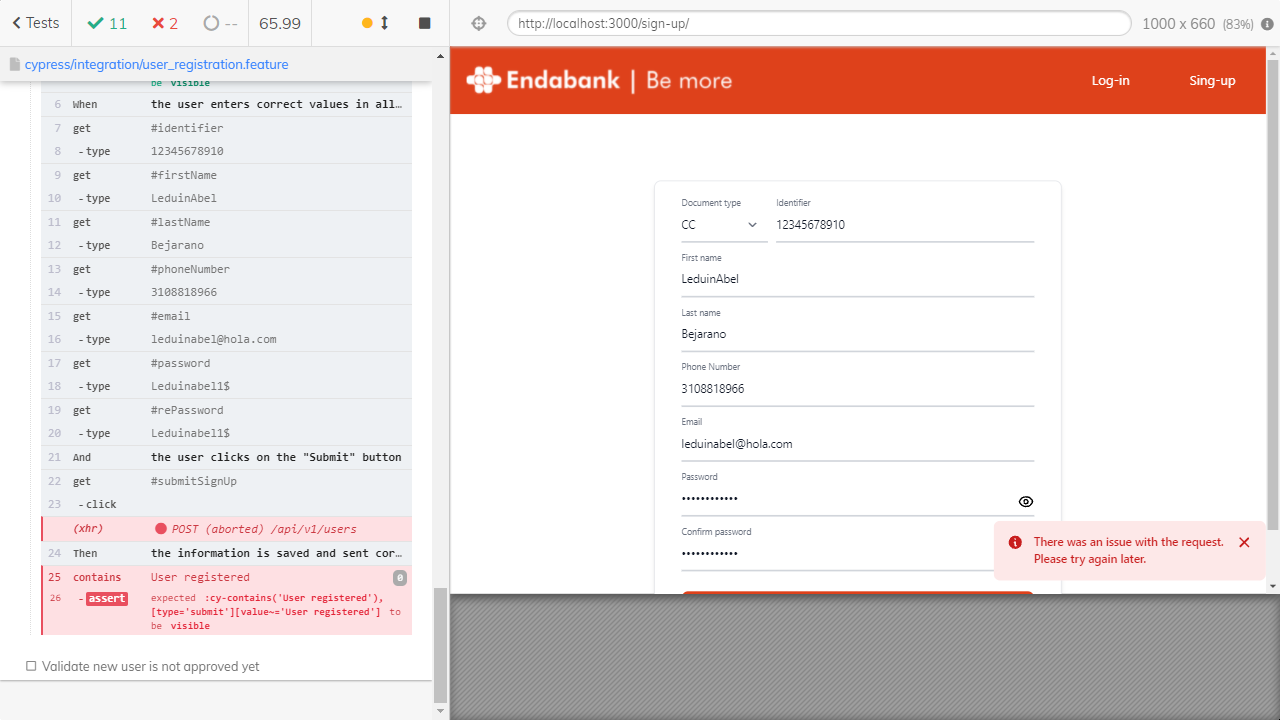 Tests 11 2 -- 65.99
http://localhost:3000/sign-up/ 1000 x 660 (83%)
cypress/integration/user_registration.feature
be visible
6 When the user enters correct values in all…
7 get #identifier
8 -type 12345678910
9 get #firstName
10 -type LeduinAbel
11 get #lastName
12 -type Bejarano
13 get #phoneNumber
14 -type 3108818966
15 get #email
16 -type leduinabel@hola.com
17 get #password
18 -type Leduinabel1$
19 get #rePassword
20 -type Leduinabel1$
21 And the user clicks on the "Submit" button
22 get #submitSignUp
23 -click
(xhr) POST (aborted) /api/v1/users
24 Then the information is saved and sent cor…
25 contains User registered 0
26 -assert expected :cy-contains('User registered'),
[type='submit'][value~='User registered'] to
be visible
Validate new user is not approved yet
Endabank | Be more
Log-in
Sing-up
Document type Identifier
CC 12345678910
First name
LeduinAbel
Last name
Bejarano
Phone Number
3108818966
Email
leduinabel@hola.com
Password
••••••••••••
Confirm password
••••••••••••
There was an issue with the request.
Please try again later.